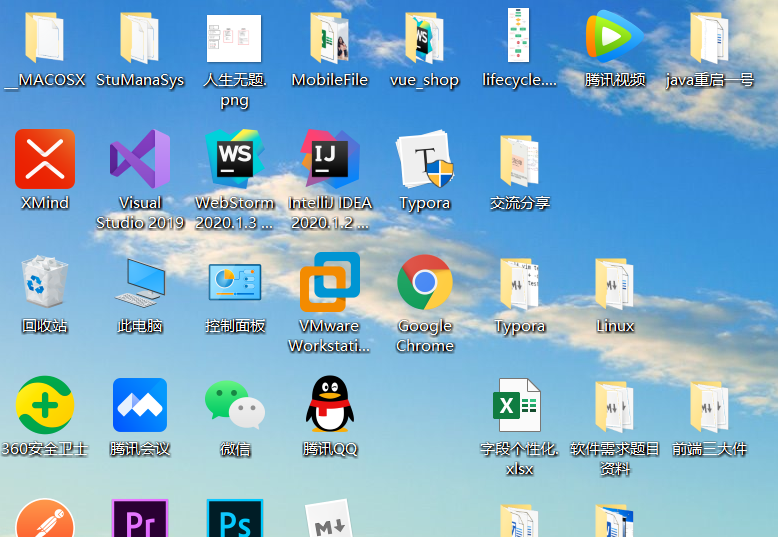 __MACOSX
StuManaSys
人生无题.
png
MobileFile
vue_shop
lifecycle....
腾讯视频
java重启一号
WS
IJ
T
XMind
Visual
Studio 2019
WebStorm
2020.1.3 ...
IntelliJ IDEA
2020.1.2 ...
Typora
交流分享
回收站
此电脑
控制面板
VMware
Workstati...
Google
Chrome
Typora
Linux
X
360安全卫士
腾讯会议
微信
腾讯QQ
字段个性化.
xlsx
软件需求题目
资料
前端三大件
Pr
Ps
M